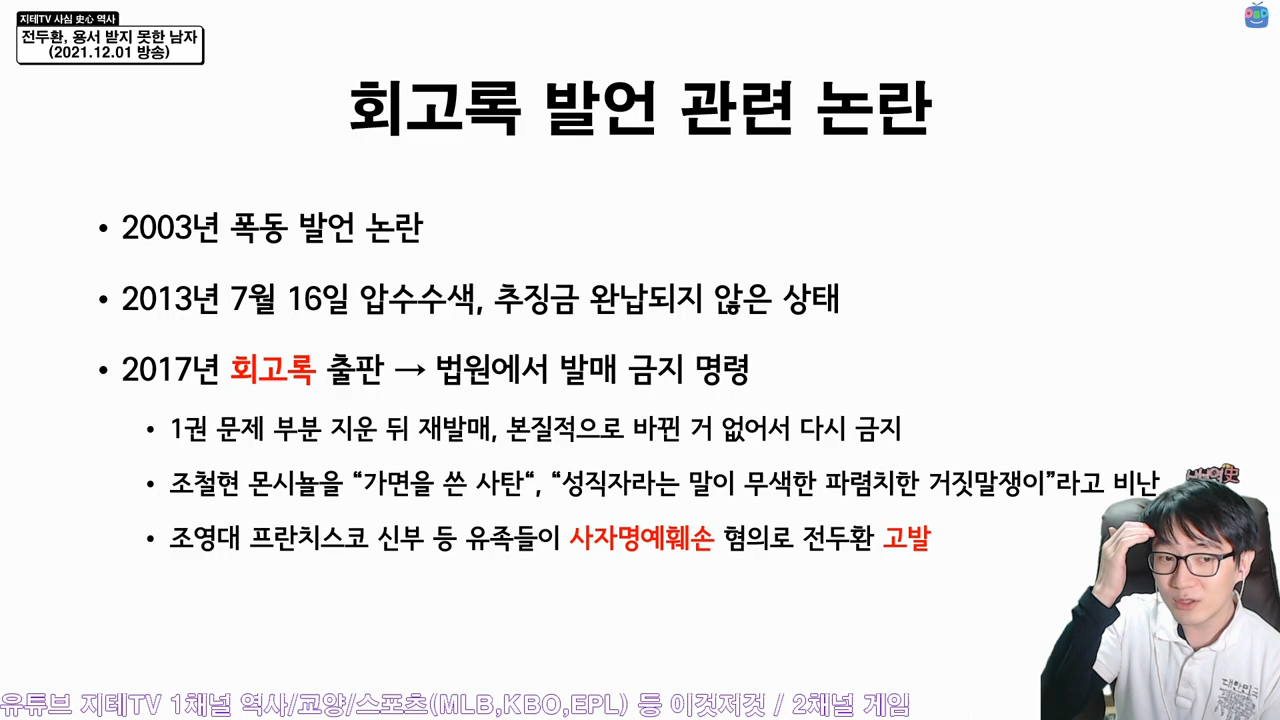 지테TV 사심 史心 역사
전두환, 용서 받지 못한 남자
(2021.12.01 방송)
회고록 발언 관련 논란
• 2003년 폭동 발언 논란
• 2013년 7월 16일 압수수색, 추징금 완납되지 않은 상태
• 2017년 회고록 출판 → 법원에서 발매 금지 명령
• 1권 문제 부분 지운 뒤 재발매, 본질적으로 바뀐 거 없어서 다시 금지
• 조철현 몬시뇰을 “가면을 쓴 사탄“, “성직자라는 말이 무색한 파렴치한 거짓말쟁이”라고 비난
• 조영대 프란치스코 신부 등 유족들이 사자명예훼손 혐의로 전두환 고발
유튜브 지테TV 1채널 역사/교양/스포츠(MLB,KBO,EPL) 등 이것저것 / 2채널 게임